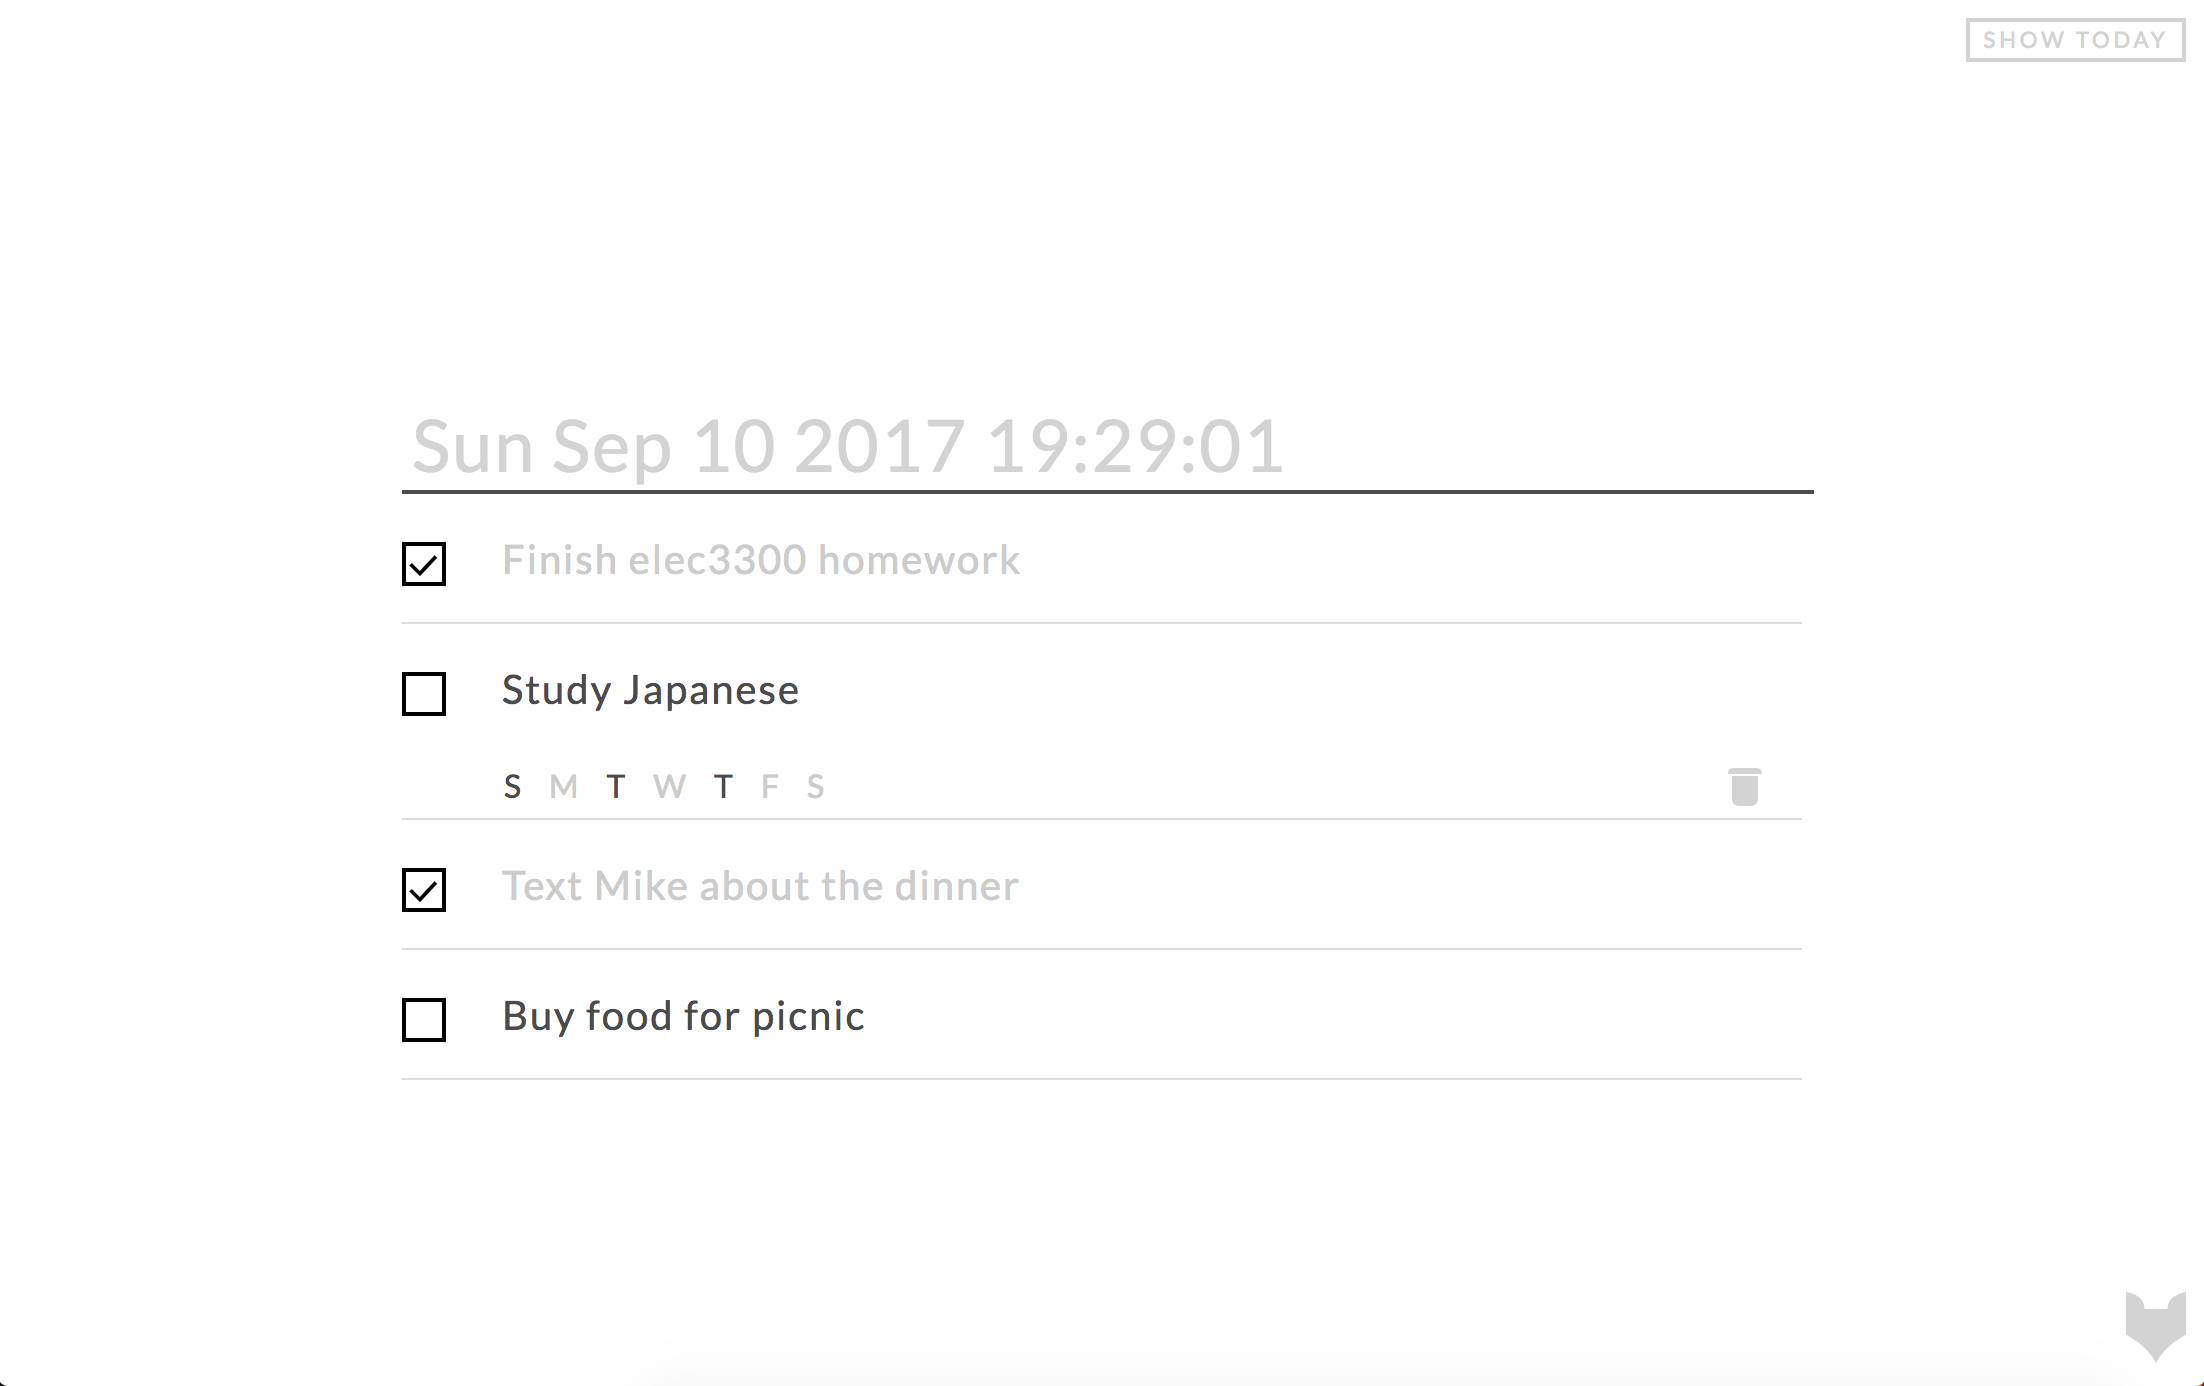 SHOW TODAY
Sun Sep 10 2017 19:29:01
Finish elec3300 homework
Study Japanese
S M T W T F S
Text Mike about the dinner
Buy food for picnic